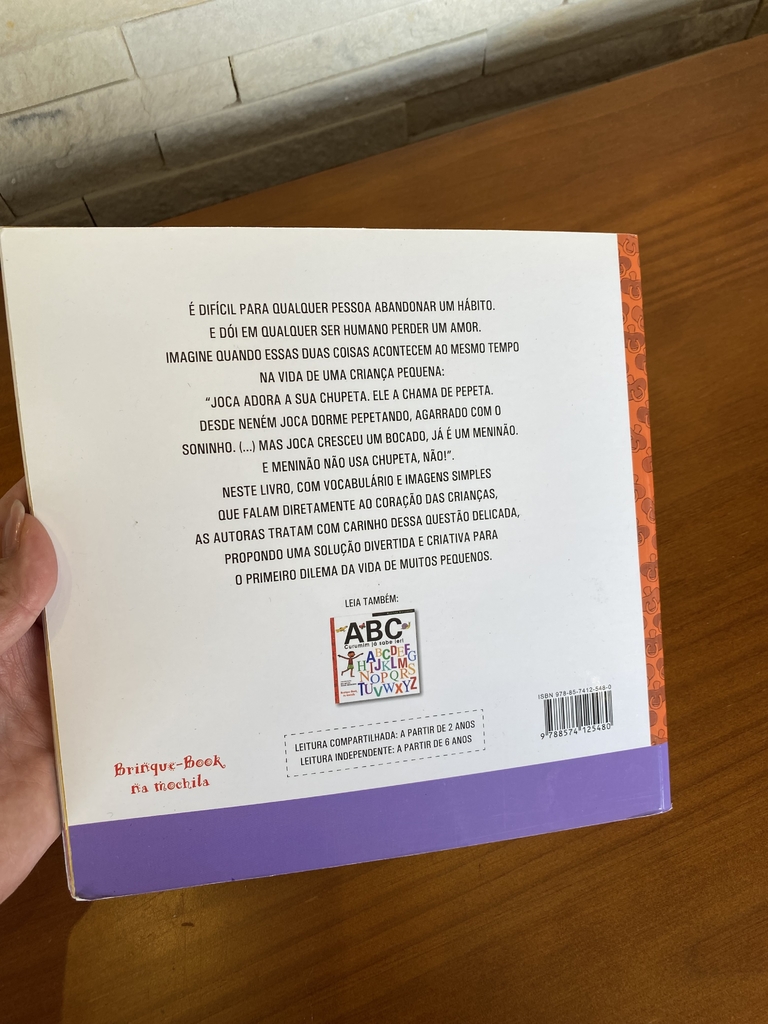 É DIFÍCIL PARA QUALQUER PESSOA ABANDONAR UM HÁBITO.
E DÓI EM QUALQUER SER HUMANO PERDER UM AMOR.
IMAGINE QUANDO ESSAS DUAS COISAS ACONTECEM AO MESMO TEMPO
NA VIDA DE UMA CRIANÇA PEQUENA:
“JOCA ADORA A SUA CHUPETA. ELE A CHAMA DE PEPETA.
DESDE NENÉM JOCA DORME PEPETANDO, AGARRADO COM O
SONINHO. (...) MAS JOCA CRESCEU UM BOCADO, JÁ É UM MENINÃO.
E MENINÃO NÃO USA CHUPETA, NÃO!”.
NESTE LIVRO, COM VOCABULÁRIO E IMAGENS SIMPLES
QUE FALAM DIRETAMENTE AO CORAÇÃO DAS CRIANÇAS,
AS AUTORAS TRATAM COM CARINHO DESSA QUESTÃO DELICADA,
PROPONDO UMA SOLUÇÃO DIVERTIDA E CRIATIVA PARA
O PRIMEIRO DILEMA DA VIDA DE MUITOS PEQUENOS.
LEIA TAMBÉM:
ABC
Curumim já sabe ler!
ABCDEFG
HIJKLM
NOPQRS
TUVWXYZ
LEITURA COMPARTILHADA: A PARTIR DE 2 ANOS
LEITURA INDEPENDENTE: A PARTIR DE 6 ANOS
ISBN 978-85-7412-548-0
9 788574 125480
Brinque-Book
na mochila